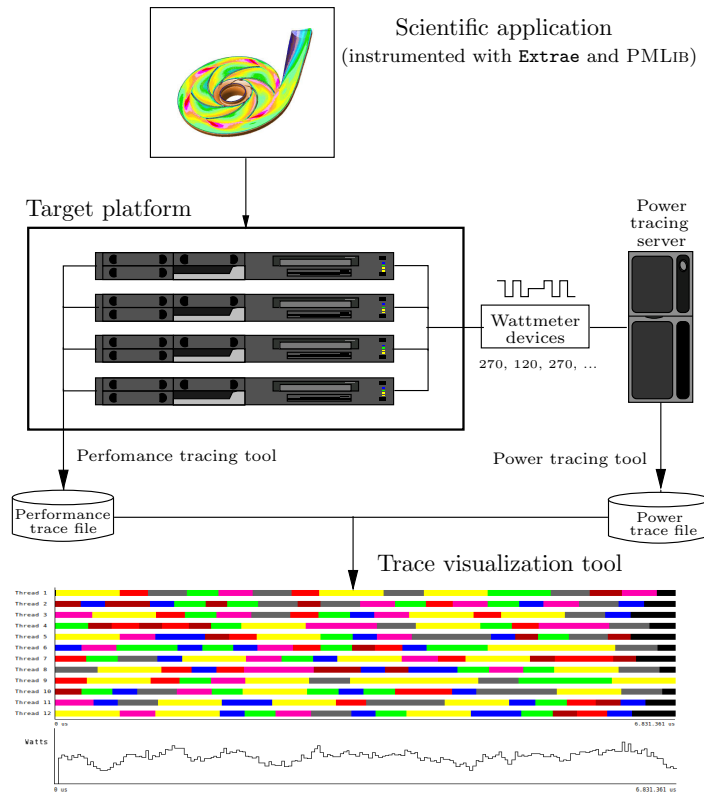 Scientific application
(instrumented with Extrae and PMLIB)
Target platform
Power
tracing
server
Wattmeter
devices
270, 120, 270, ...
Perfomance tracing tool
Power tracing tool
Performance
trace file
Power
trace file
Trace visualization tool
Thread 1
Thread 2
Thread 3
Thread 4
Thread 5
Thread 6
Thread 7
Thread 8
Thread 9
Thread 10
Thread 11
Thread 12
0 us
6.831.361 us
Watts
0 us
6.831.361 us